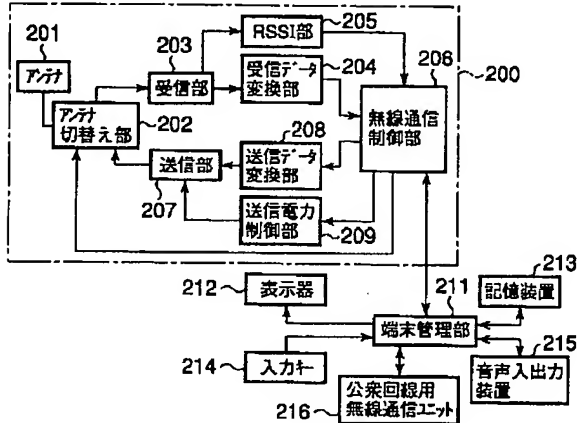 205
201
203
RSSI部
206
アンテナ
受信部
受信データ
変換部
204
200
アンテナ
切替え部
202
208
無線通信
制御部
送信部
送信データ
変換部
207
送信電力
制御部
209
212
表示器
211
213
記憶装置
端末管理部
214
入力キー
215
音声入出力
装置
216
公衆回線用
無線通信ユニット